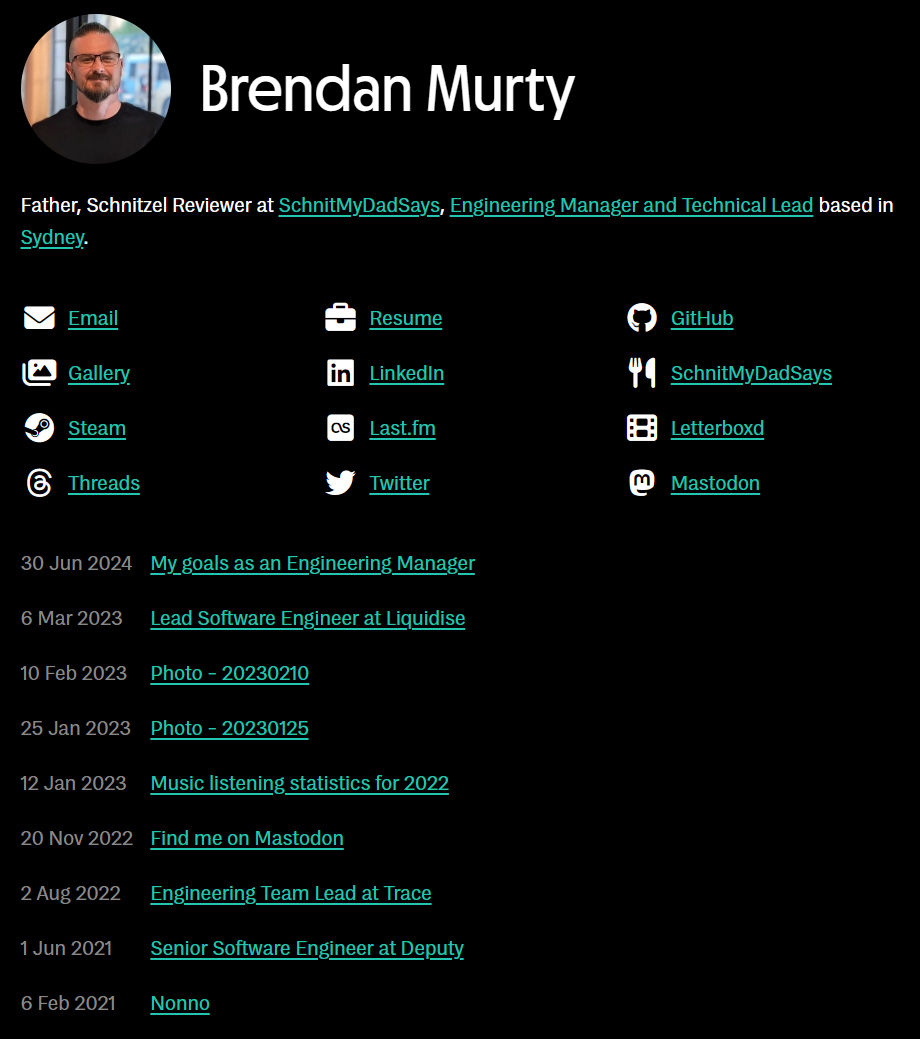 Brendan Murty
Father, Schnitzel Reviewer at SchnitMyDadSays, Engineering Manager and Technical Lead based in
Sydney.
Email Resume GitHub
Gallery LinkedIn SchnitMyDadSays
Steam Last.fm Letterboxd
Threads Twitter Mastodon
30 Jun 2024 My goals as an Engineering Manager
6 Mar 2023 Lead Software Engineer at Liquidise
10 Feb 2023 Photo - 20230210
25 Jan 2023 Photo - 20230125
12 Jan 2023 Music listening statistics for 2022
20 Nov 2022 Find me on Mastodon
2 Aug 2022 Engineering Team Lead at Trace
1 Jun 2021 Senior Software Engineer at Deputy
6 Feb 2021 Nonno